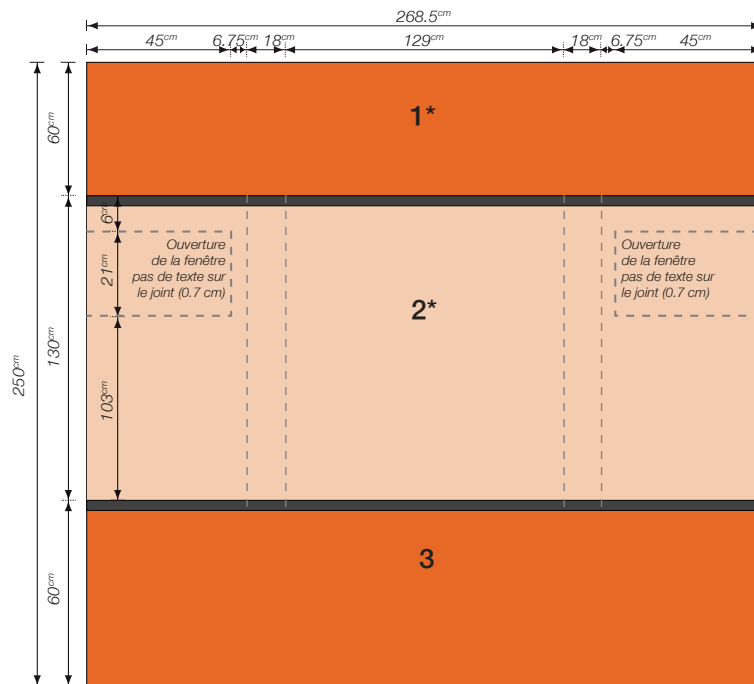 268.5cm
45cm 6.75cm 18cm 129cm 18cm 6.75cm 45cm
60cm
1*
6cm
Ouverture
de la fenêtre
pas de texte sur
le joint (0.7 cm)
Ouverture
de la fenêtre
pas de texte sur
le joint (0.7 cm)
21cm
2*
130cm
250cm
103cm
3
60cm